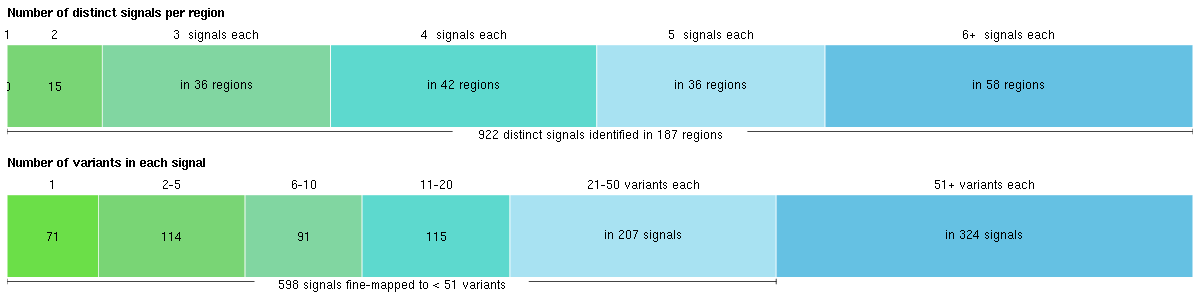 Number of distinct signals per region
1 2 3 signals each 4 signals each 5 signals each 6+ signals each
0 15 in 36 regions in 42 regions in 36 regions in 58 regions
922 distinct signals identified in 187 regions
Number of variants in each signal
1 2-5 6-10 11-20 21-50 variants each 51+ variants each
71 114 91 115 in 207 signals in 324 signals
598 signals fine-mapped to < 51 variants